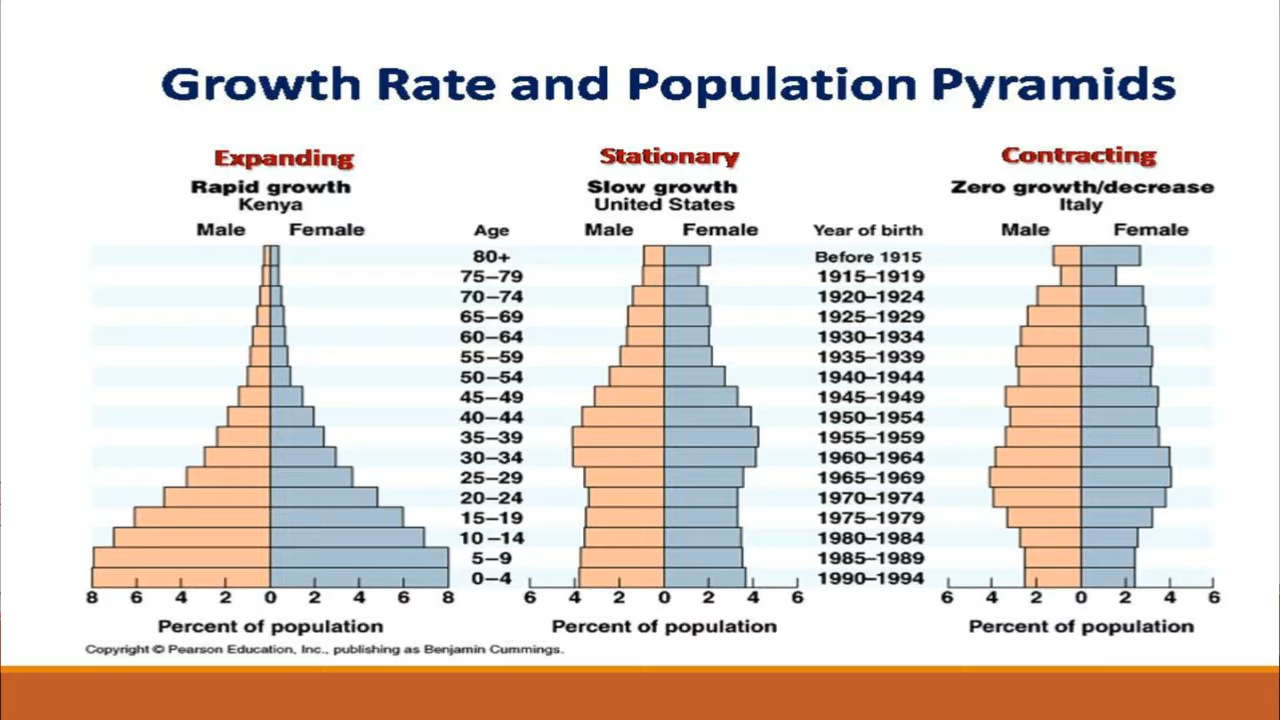 Growth Rate and Population Pyramids
Expanding
Stationary
Contracting
Rapid growth
Kenya
Slow growth
United States
Zero growth/decrease
Italy
Male Female Age Male Female Year of birth Male Female
80+ Before 1915
75–79 1915–1919
70–74 1920–1924
65–69 1925–1929
60–64 1930–1934
55–59 1935–1939
50–54 1940–1944
45–49 1945–1949
40–44 1950–1954
35–39 1955–1959
30–34 1960–1964
25–29 1965–1969
20–24 1970–1974
15–19 1975–1979
10–14 1980–1984
5–9 1985–1989
0–4 1990–1994
8 6 4 2 0 2 4 6 8 6 4 2 0 2 4 6 6 4 2 0 2 4 6
Percent of population Percent of population Percent of population
Copyright © Pearson Education, Inc., publishing as Benjamin Cummings.